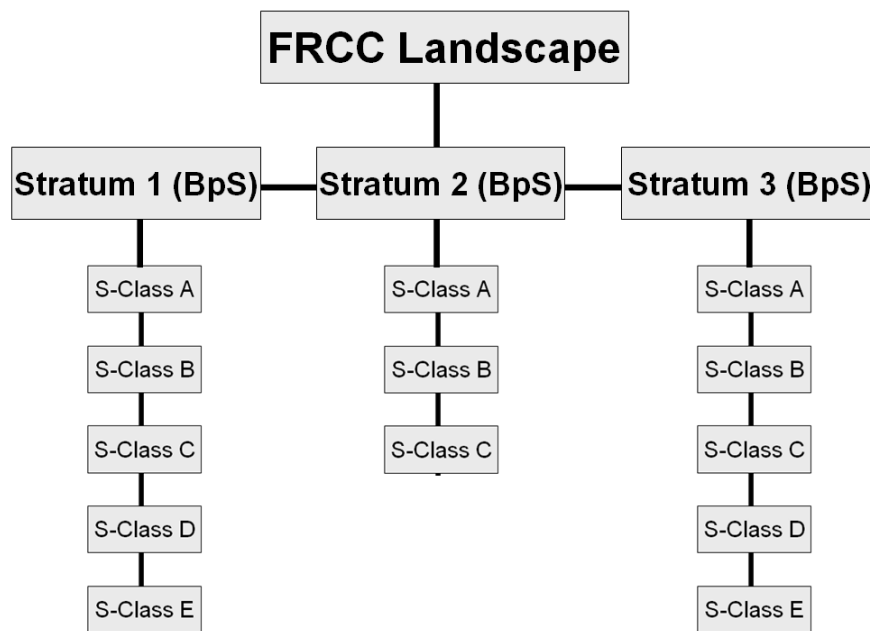 FRCC Landscape
Stratum 1 (BpS)
Stratum 2 (BpS)
Stratum 3 (BpS)
S-Class A
S-Class A
S-Class A
S-Class B
S-Class B
S-Class B
S-Class C
S-Class C
S-Class C
S-Class D
S-Class D
S-Class E
S-Class E